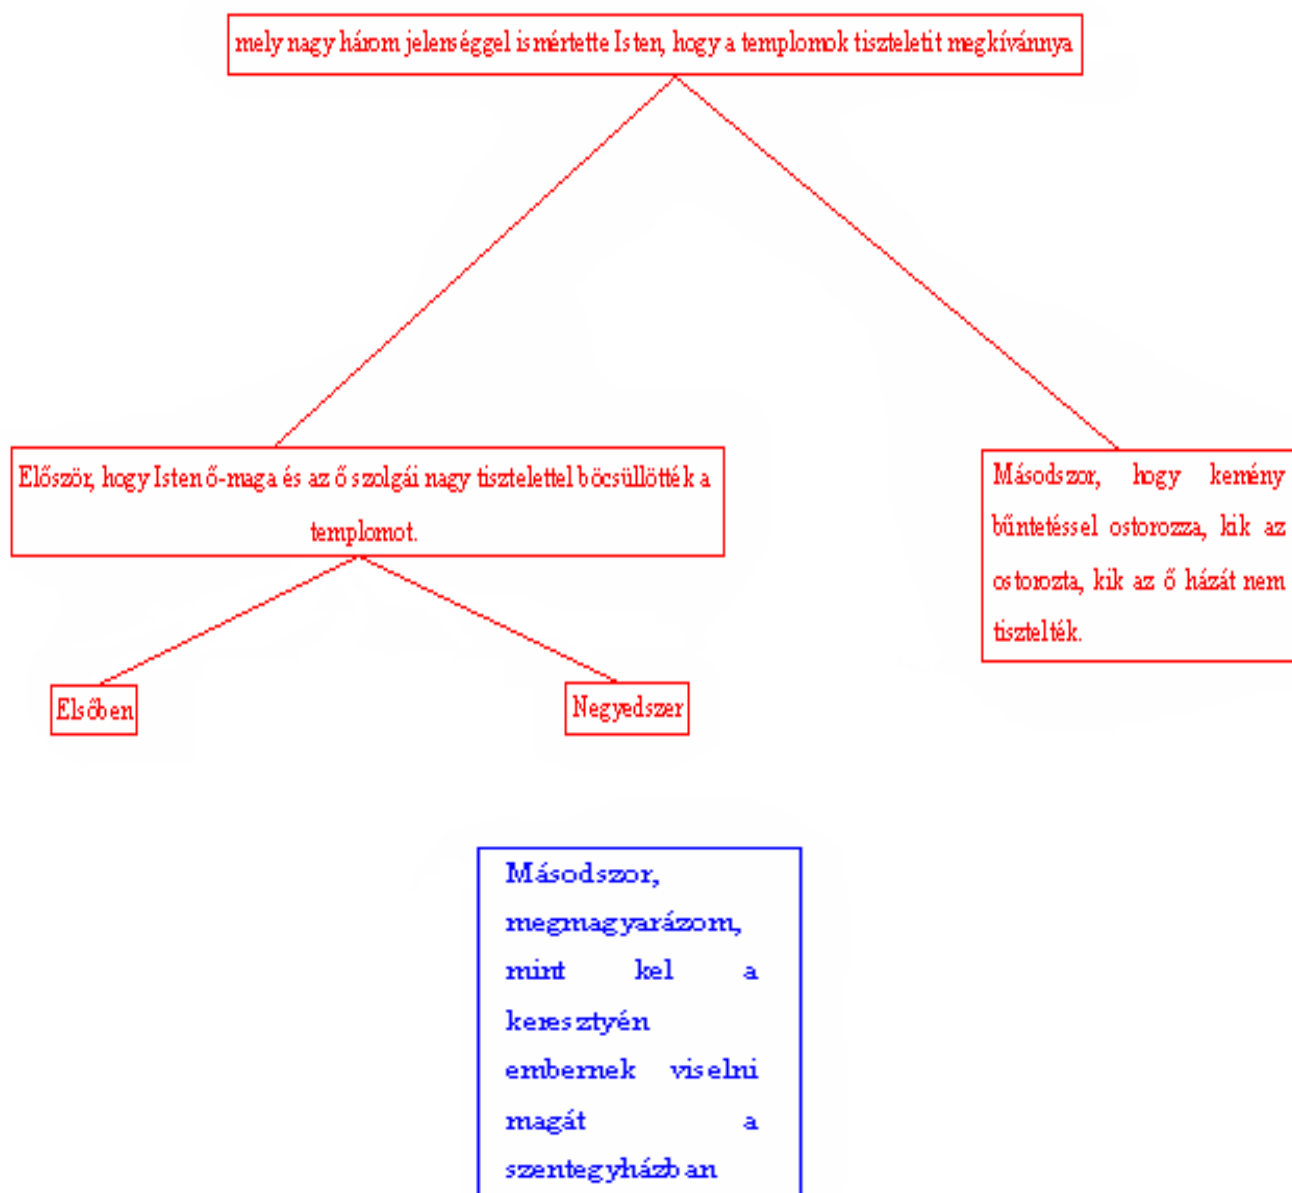 mely nagy három jelenséggel ismértette Isten, hogy a templomok tiszteletit megkívánnya
Először, hogy Isten ő-maga és az ő szolgái nagy tisztelettel böcsüllötték a
templomot.
Másodszor, hogy kemény
bűntetéssel ostorozza, kik az
ostorozta, kik az ő házát nem
tisztelték.
Elsőben
Negyedszer
Másodszor,
megmagyarázom,
mint kel a
keresztyén
embernek viselni
magát a
szentegyházban